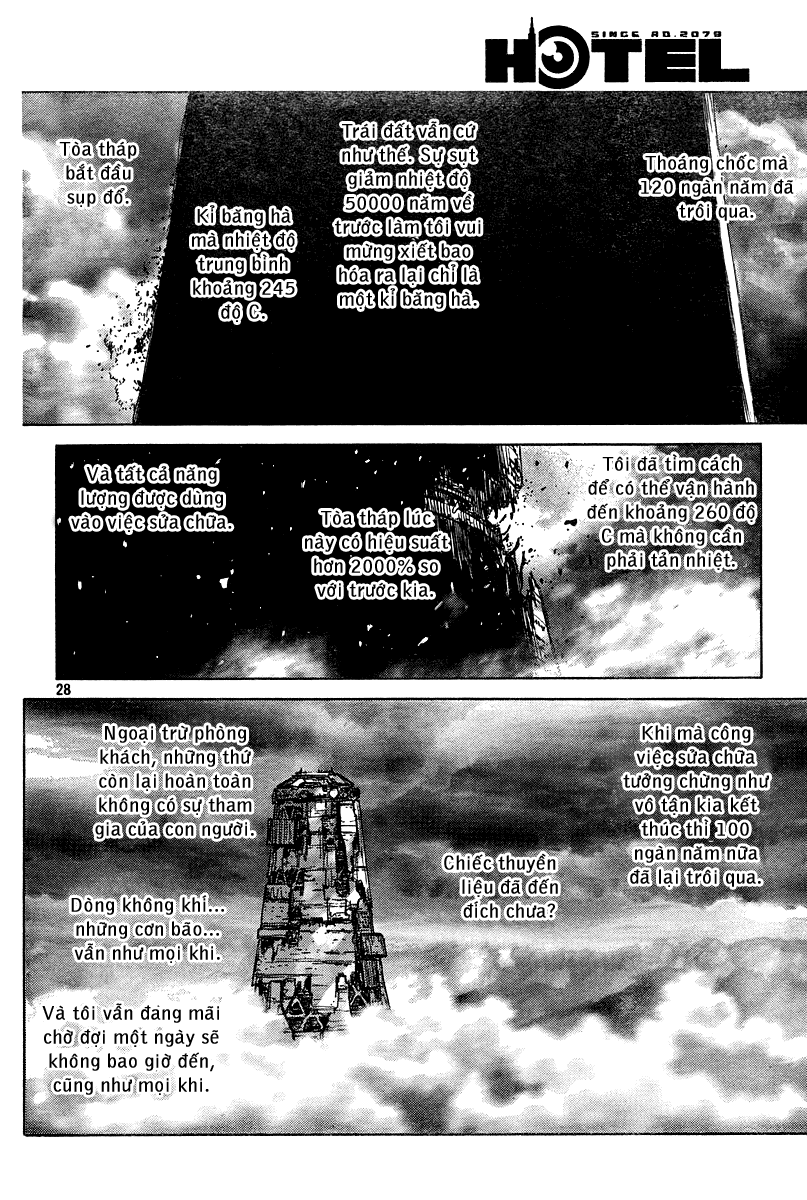 SINCE AD.2079
HOTEL
Thoáng chốc mà
120 ngàn năm đã
trôi qua.
Trái đất vẫn cứ
như thế. Sự sụt
giảm nhiệt độ
50000 năm về
trước làm tôi vui
mừng xiết bao
hóa ra lại chỉ là
một kỉ băng hà.
Kỉ băng hà
mà nhiệt độ
trung bình
khoảng 245
độ C.
Tòa tháp
bắt đầu
sụp đổ.
Tôi đã tìm cách
để có thể vận hành
đến khoảng 260 độ
C mà không cần
phải tản nhiệt.
Tòa tháp lúc
này có hiệu suất
hơn 2000% so
với trước kia.
Và tất cả năng
lượng được dùng
vào việc sửa chữa.
28
Khi mà công
việc sửa chữa
tưởng chừng như
vô tận kia kết
thúc thì 100
ngàn năm nữa
đã lại trôi qua.
Chiếc thuyền
liệu đã đến
đích chưa?
Ngoại trừ phòng
khách, những thứ
còn lại hoàn toàn
không có sự tham
gia của con người.
Dòng không khí...
những cơn bão...
vẫn như mọi khi.
Và tôi vẫn đang mãi
chờ đợi một ngày sẽ
không bao giờ đến,
cũng như mọi khi.